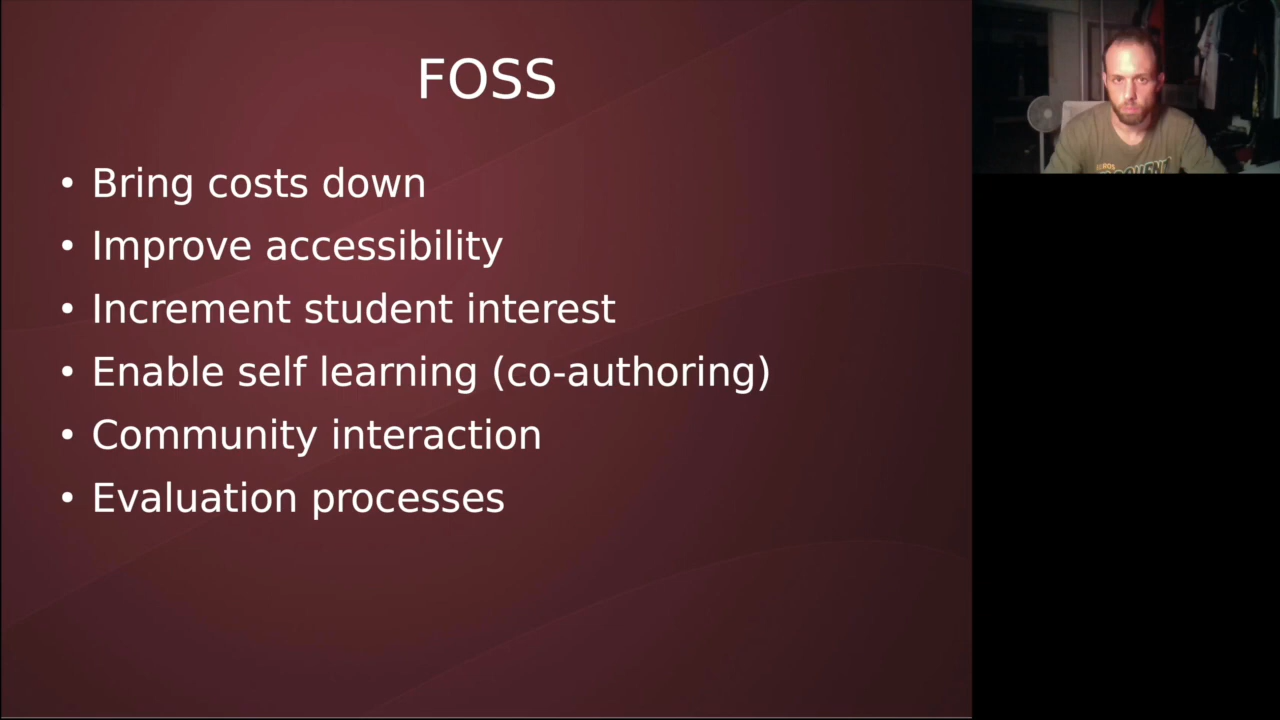 FOSS
• Bring costs down
• Improve accessibility
• Increment student interest
• Enable self learning (co-authoring)
• Community interaction
• Evaluation processes